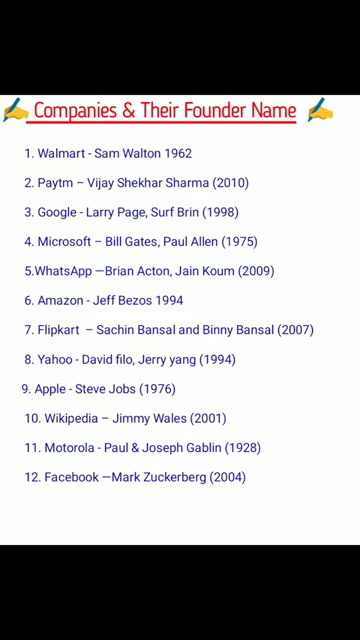 ✍️ Companies & Their Founder Name ✍️
1. Walmart - Sam Walton 1962
2. Paytm – Vijay Shekhar Sharma (2010)
3. Google - Larry Page, Surf Brin (1998)
4. Microsoft – Bill Gates, Paul Allen (1975)
5.WhatsApp —Brian Acton, Jain Koum (2009)
6. Amazon - Jeff Bezos 1994
7. Flipkart – Sachin Bansal and Binny Bansal (2007)
8. Yahoo - David filo, Jerry yang (1994)
9. Apple - Steve Jobs (1976)
10. Wikipedia – Jimmy Wales (2001)
11. Motorola - Paul & Joseph Gablin (1928)
12. Facebook —Mark Zuckerberg (2004)